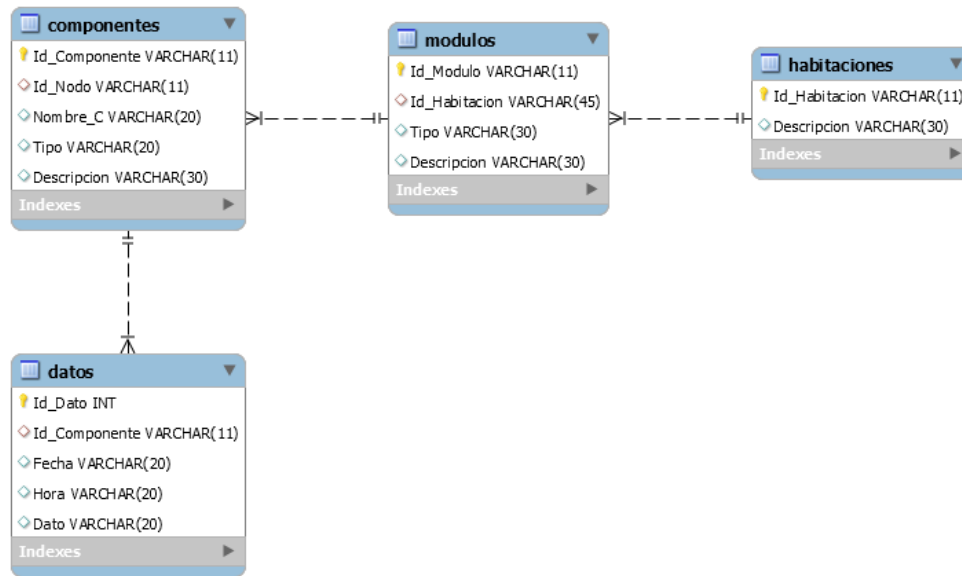 componentes
Id_Componente VARCHAR(11)
Id_Nodo VARCHAR(11)
Nombre_C VARCHAR(20)
Tipo VARCHAR(20)
Descripcion VARCHAR(30)
Indexes
modulos
Id_Modulo VARCHAR(11)
Id_Habitacion VARCHAR(45)
Tipo VARCHAR(30)
Descripcion VARCHAR(30)
Indexes
habitaciones
Id_Habitacion VARCHAR(11)
Descripcion VARCHAR(30)
Indexes
datos
Id_Dato INT
Id_Componente VARCHAR(11)
Fecha VARCHAR(20)
Hora VARCHAR(20)
Dato VARCHAR(20)
Indexes